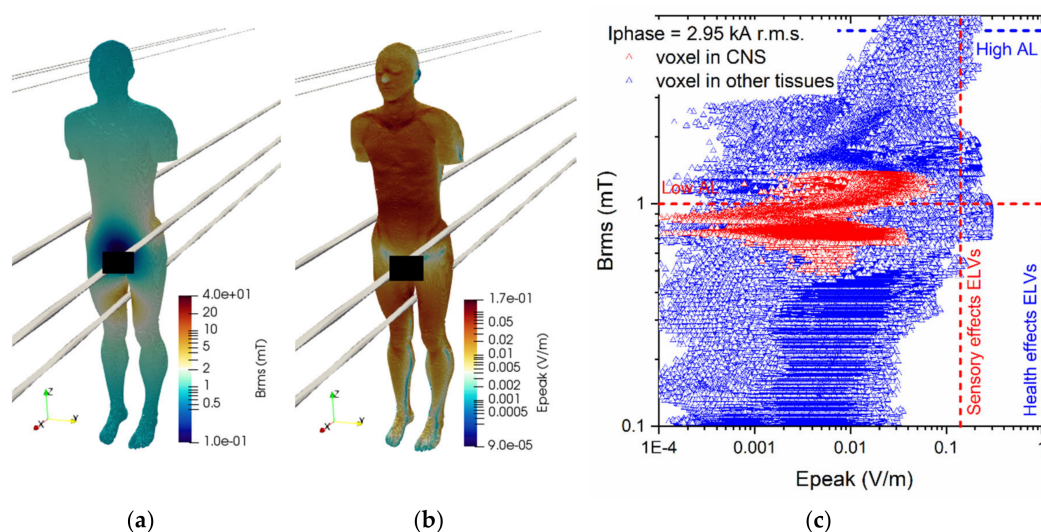 4.0e+01
20
10
5
2
1
0.5
1.0e-01
Brms (mT)
Z
X
Y
(a)
1.7e-01
0.05
0.02
0.01
0.005
0.002
0.001
0.0005
9.0e-05
Epeak (V/m)
Z
X
Y
(b)
Iphase = 2.95 kA r.m.s.
voxel in CNS
voxel in other tissues
High AL
Low AL
Sensory effects ELVs
Health effects ELVs
Brms (mT)
1
0.1
1E-4
0.001
0.01
0.1
1
Epeak (V/m)
(c)